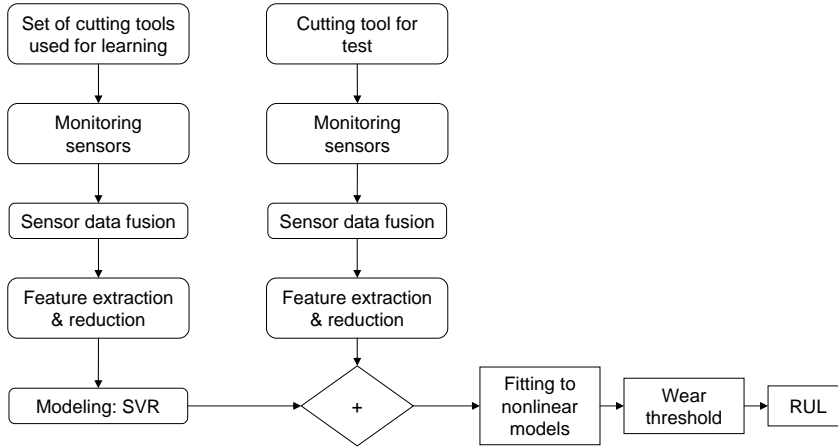 Set of cutting tools
used for learning
Monitoring
sensors
Sensor data fusion
Feature extraction
& reduction
Modeling: SVR
Cutting tool for
test
Monitoring
sensors
Sensor data fusion
Feature extraction
& reduction
+
Fitting to
nonlinear
models
Wear
threshold
RUL